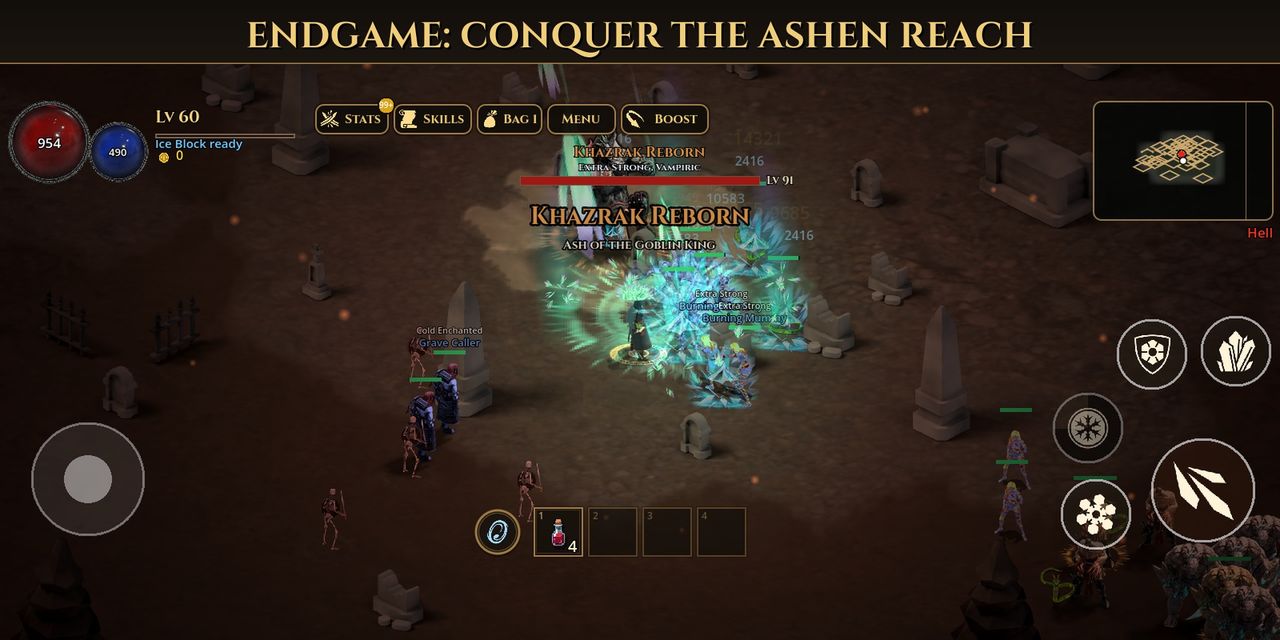 ENDGAME: CONQUER THE ASHEN REACH
954
490
LV 60
Ice Block ready
0
99+
STATS
SKILLS
BAG 1
MENU
BOOST
Hell
14321
2416
KHAZRAK REBORN
EXTRA STRONG, VAMPIRIC
LV 91
10583
KHAZRAK REBORN
2416
ASH OF THE GOBLIN KING
Extra Strong
Burning Extra Strong
Burning Mummy
Cold Enchanted
Grave Caller
1
4
2
3
4